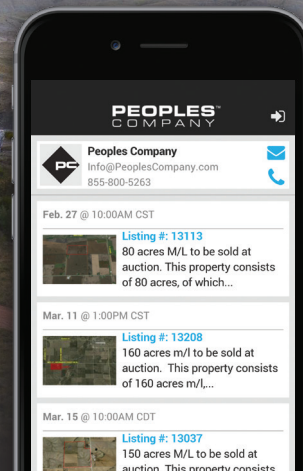 PEOPLES™
COMPANY
PC
Peoples Company
Info@PeoplesCompany.com
855-800-5263
Feb. 27 @ 10:00AM CST
Listing #: 13113
80 acres M/L to be sold at
auction. This property consists
of 80 acres, of which...
Mar. 11 @ 1:00PM CST
Listing #: 13208
160 acres m/l to be sold at
auction. This property consists
of 160 acres m/l,...
Mar. 15 @ 10:00AM CDT
Listing #: 13037
150 acres M/L to be sold at
auction. This property consists